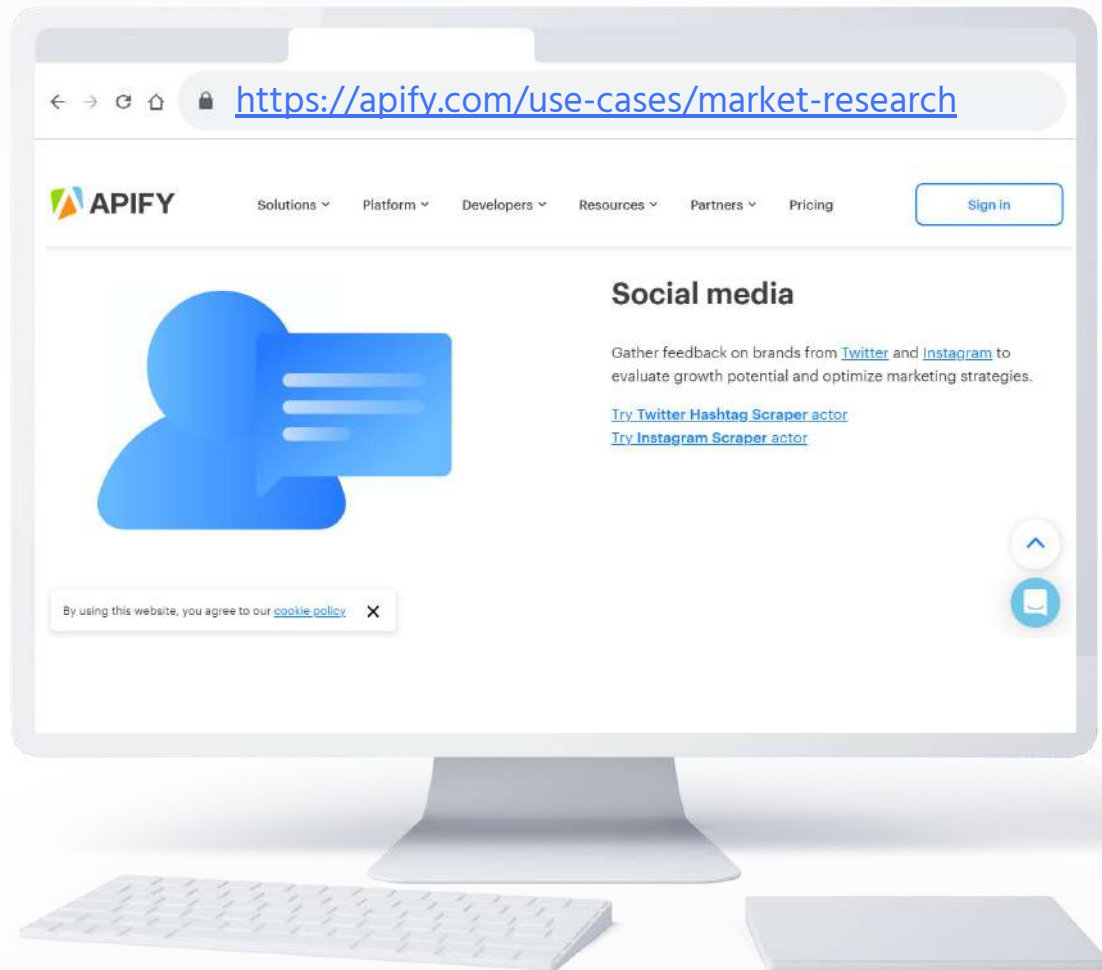 https://apify.com/use-cases/market-research
APIFY
Solutions
Platform
Developers
Resources
Partners
Pricing
Sign in
Social media
Gather feedback on brands from Twitter and Instagram to
evaluate growth potential and optimize marketing strategies.
Try Twitter Hashtag Scraper actor
Try Instagram Scraper actor
By using this website, you agree to our cookie policy